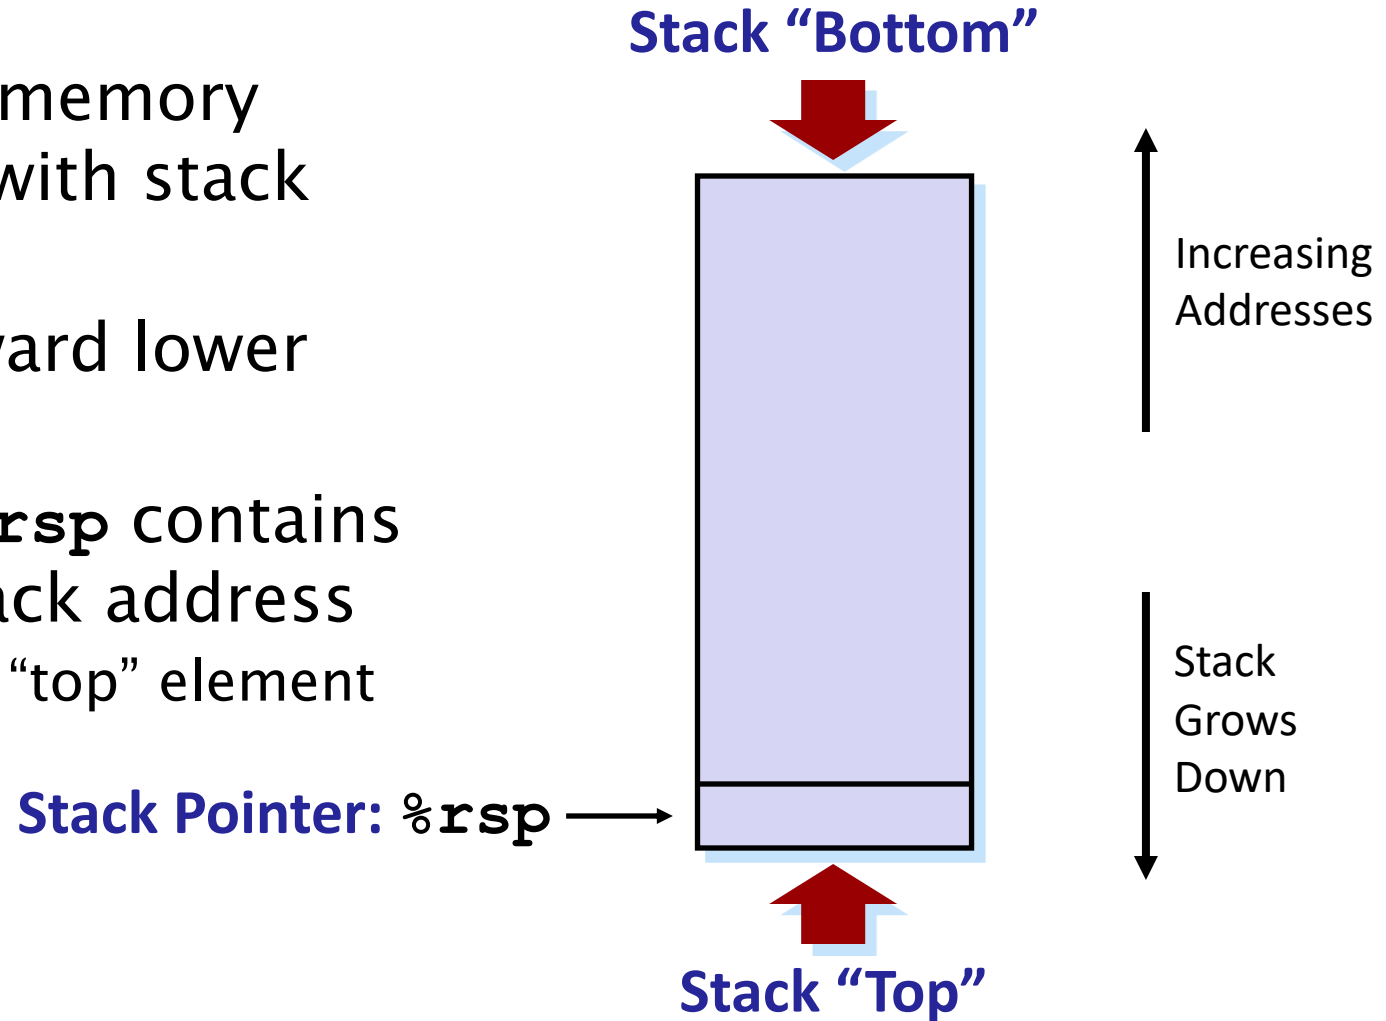 Stack “Bottom”
memory
with stack
Increasing
Addresses
ard lower
rsp contains
ack address
“top” element
Stack
Grows
Down
Stack Pointer: %rsp
Stack “Top”